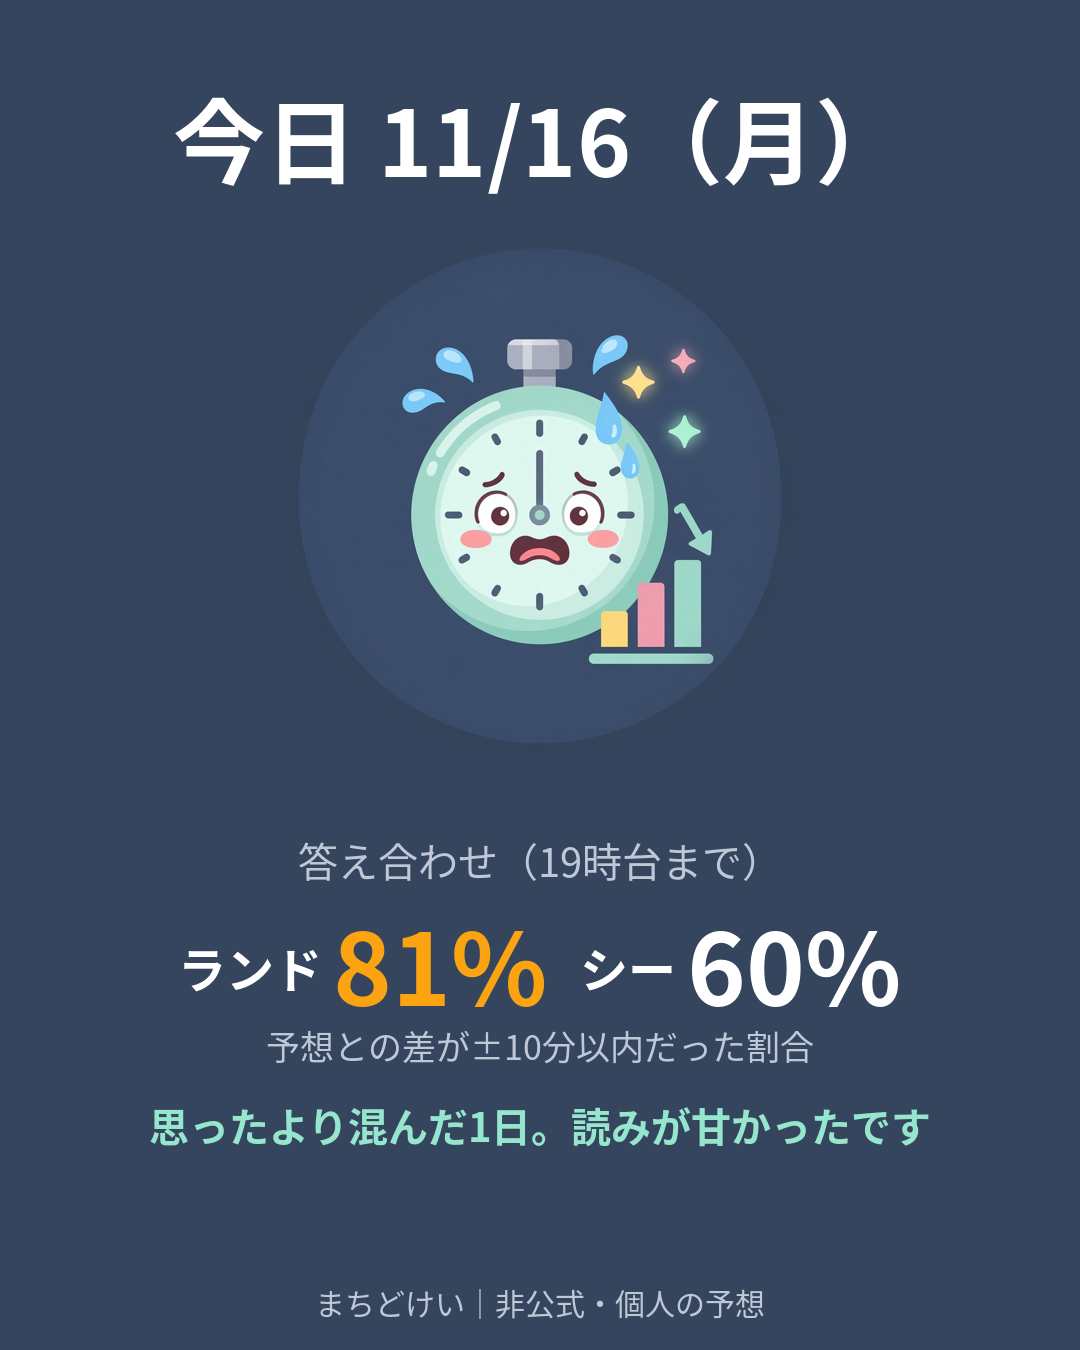 今日 11/16（月）
答え合わせ（19時台まで）
ランド 81% シー 60%
予想との差が±10分以内だった割合
思ったより混んだ1日。読みが甘かったです
まちどけい｜非公式・個人の予想